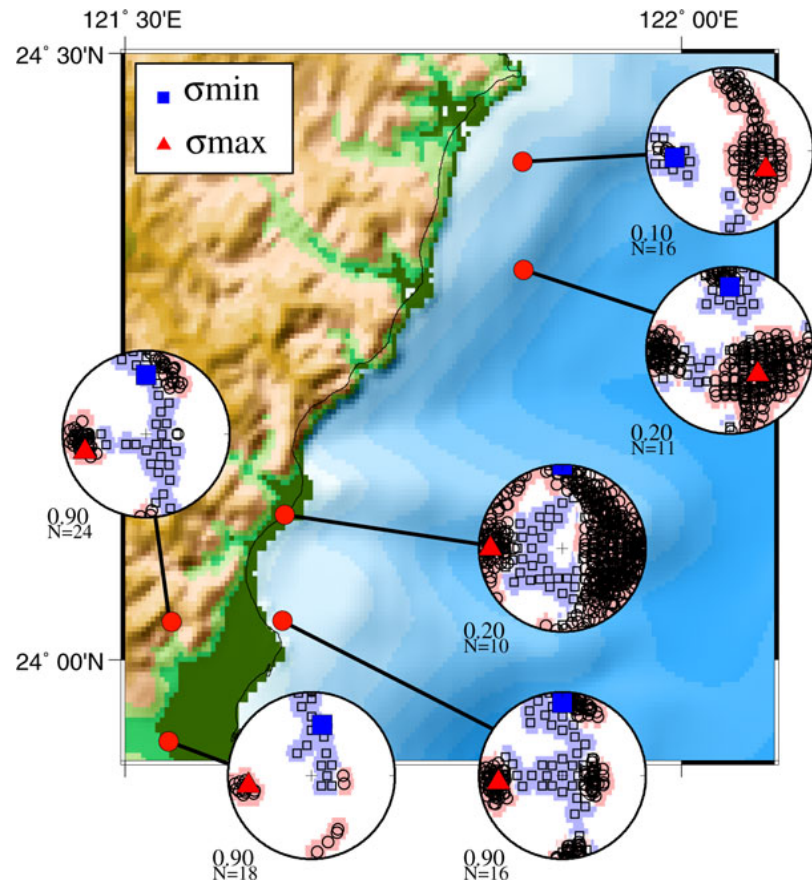 121° 30'E
122° 00'E
24° 30'N
σmin
σmax
0.10
N=16
0.20
N=11
0.90
N=24
0.20
N=10
24° 00'N
0.90
N=18
0.90
N=16